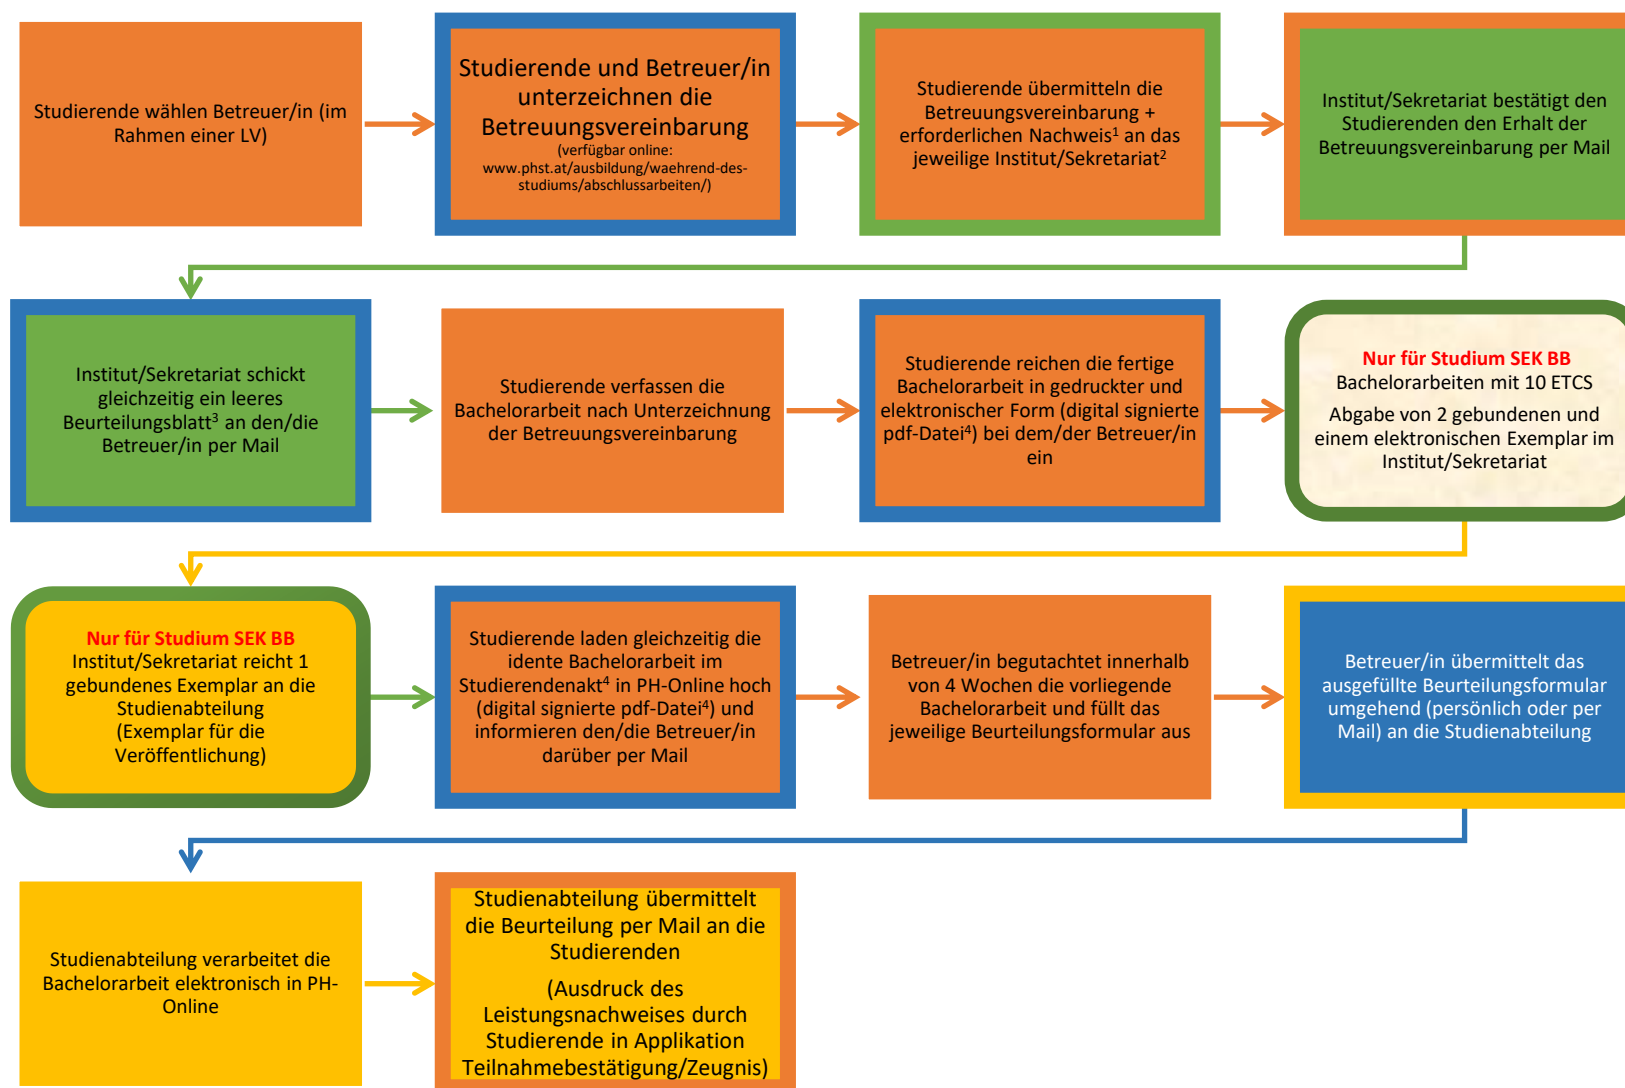 Studierende wählen Betreuer/in (im
Rahmen einer LV)
Studierende und Betreuer/in
unterzeichnen die
Betreuungsvereinbarung
(verfügbar online:
www.phst.at/ausbildung/waehrend-des-
studiums/abschlussarbeiten/)
Studierende übermitteln die
Betreuungsvereinbarung +
erforderlichen Nachweis¹ an das
jeweilige Institut/Sekretariat²
Institut/Sekretariat bestätigt den
Studierenden den Erhalt der
Betreuungsvereinbarung per Mail
Institut/Sekretariat schickt
gleichzeitig ein leeres
Beurteilungsblatt³ an den/die
Betreuer/in per Mail
Studierende verfassen die
Bachelorarbeit nach Unterzeichnung
der Betreuungsvereinbarung
Studierende reichen die fertige
Bachelorarbeit in gedruckter und
elektronischer Form (digital signierte
pdf-Datei⁴) bei dem/der Betreuer/in
ein
Nur für Studium SEK BB
Bachelorarbeiten mit 10 ETCS
Abgabe von 2 gebundenen und
einem elektronischen Exemplar im
Institut/Sekretariat
Nur für Studium SEK BB
Institut/Sekretariat reicht 1
gebundenes Exemplar an die
Studienabteilung
(Exemplar für die
Veröffentlichung)
Studierende laden gleichzeitig die
idente Bachelorarbeit im
Studierendenakt⁴ in PH-Online hoch
(digital signierte pdf-Datei⁴) und
informieren den/die Betreuer/in
darüber per Mail
Betreuer/in begutachtet innerhalb
von 4 Wochen die vorliegende
Bachelorarbeit und füllt das
jeweilige Beurteilungsformular aus
Betreuer/in übermittelt das
ausgefüllte Beurteilungsformular
umgehend (persönlich oder per
Mail) an die Studienabteilung
Studienabteilung verarbeitet die
Bachelorarbeit elektronisch in PH-
Online
Studienabteilung übermittelt
die Beurteilung per Mail an die
Studierenden
(Ausdruck des
Leistungsnachweises durch
Studierende in Applikation
Teilnahmebestätigung/Zeugnis)